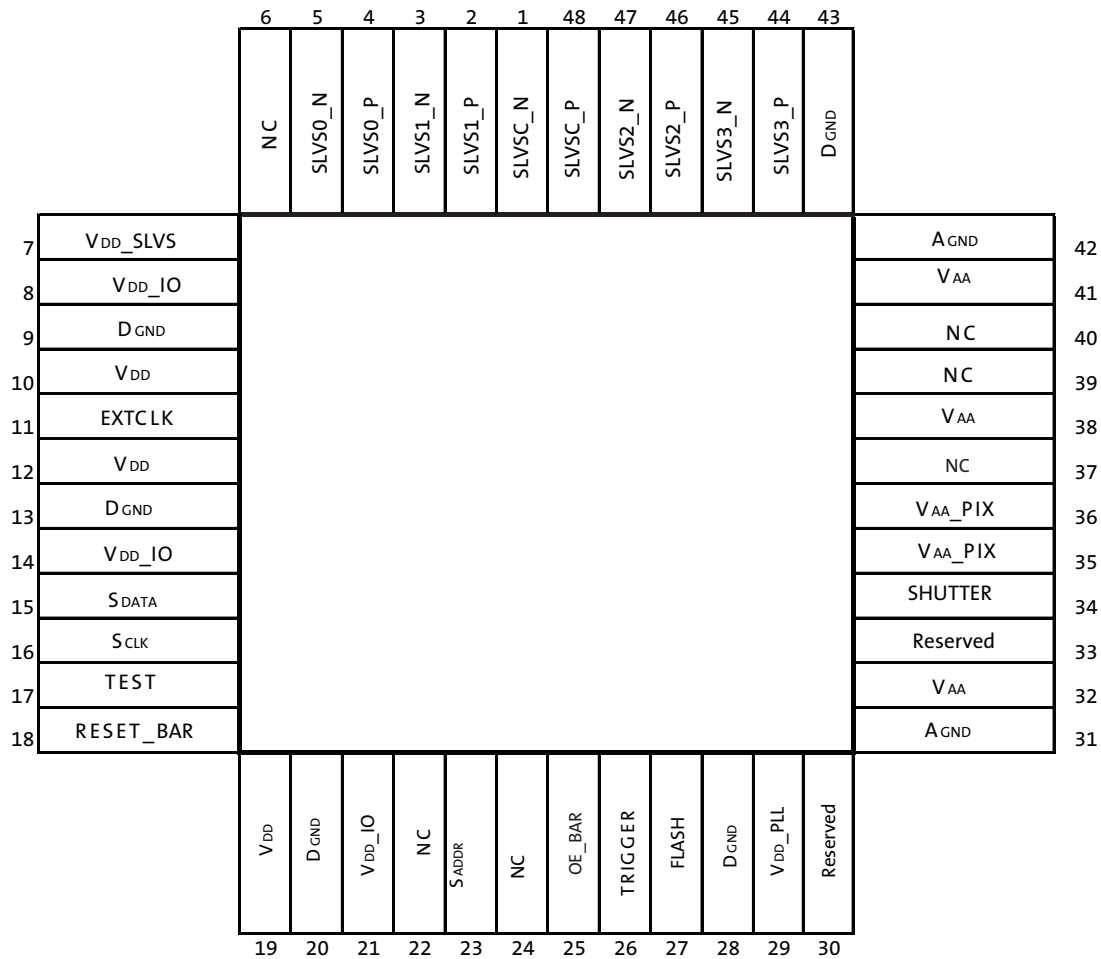 6 5 4 3 2 1 48 47 46 45 44 43
NC
SLVS0_N
SLVS0_P
SLVS1_N
SLVS1_P
SLVSC_N
SLVSC_P
SLVS2_N
SLVS2_P
SLVS3_N
SLVS3_P
DGND
7 VDD_SLVS
8 VDD_IO
9 DGND
10 VDD
11 EXTCLK
12 VDD
13 DGND
14 VDD_IO
15 SDATA
16 SCLK
17 TEST
18 RESET_BAR
AGND 42
VAA 41
NC 40
NC 39
VAA 38
NC 37
VAA_PIX 36
VAA_PIX 35
SHUTTER 34
Reserved 33
VAA 32
AGND 31
VDD
DGND
VDD_IO
NC
SADDR
NC
OE_BAR
TRIGGER
FLASH
DGND
VDD_PLL
Reserved
19 20 21 22 23 24 25 26 27 28 29 30